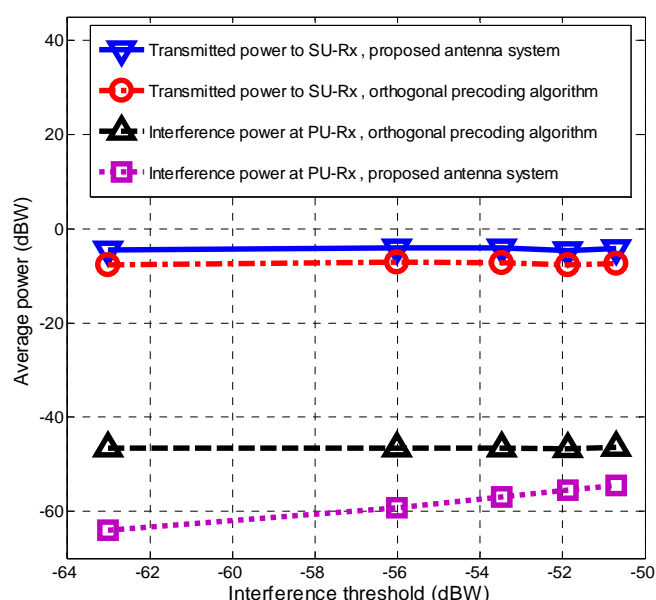 40
20
0
-20
-40
-60
Average power (dBW)
Transmitted power to SU-Rx , proposed antenna system
Transmitted power to SU-Rx , orthogonal precoding algorithm
Interference power at PU-Rx , orthogonal precoding algorithm
Interference power at PU-Rx , proposed antenna system
-64 -62 -60 -58 -56 -54 -52 -50
Interference threshold (dBW)